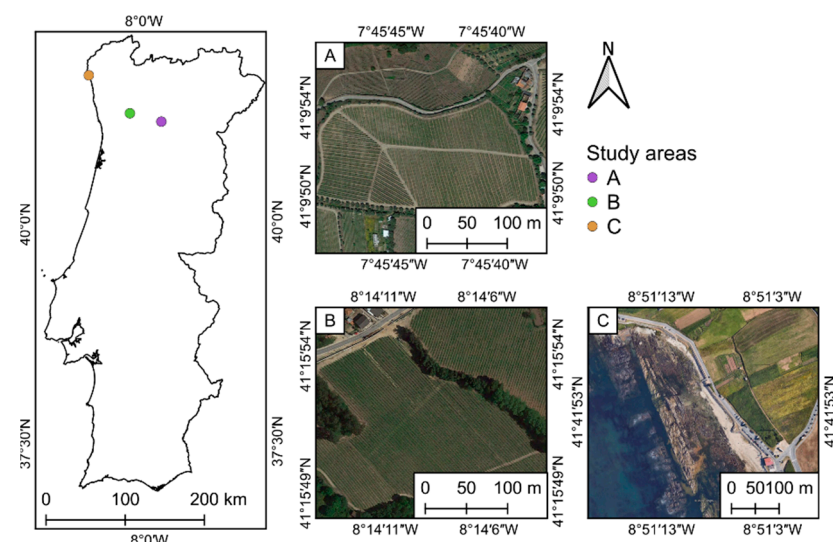 8°0'W
40°0'N
37°30'N
40°0'N
37°30'N
0 100 200 km
8°0'W
A
7°45'45"W 7°45'40"W
41°9'54"N
41°9'50"N
41°9'54"N
41°9'50"N
0 50 100 m
7°45'45"W 7°45'40"W
N
Study areas
A
B
C
B
8°14'11"W 8°14'6"W
41°15'54"N
41°15'49"N
41°15'54"N
41°15'49"N
0 50 100 m
8°14'11"W 8°14'6"W
C
8°51'13"W 8°51'3"W
41°41'53"N
41°41'53"N
0 50 100 m
8°51'13"W 8°51'3"W